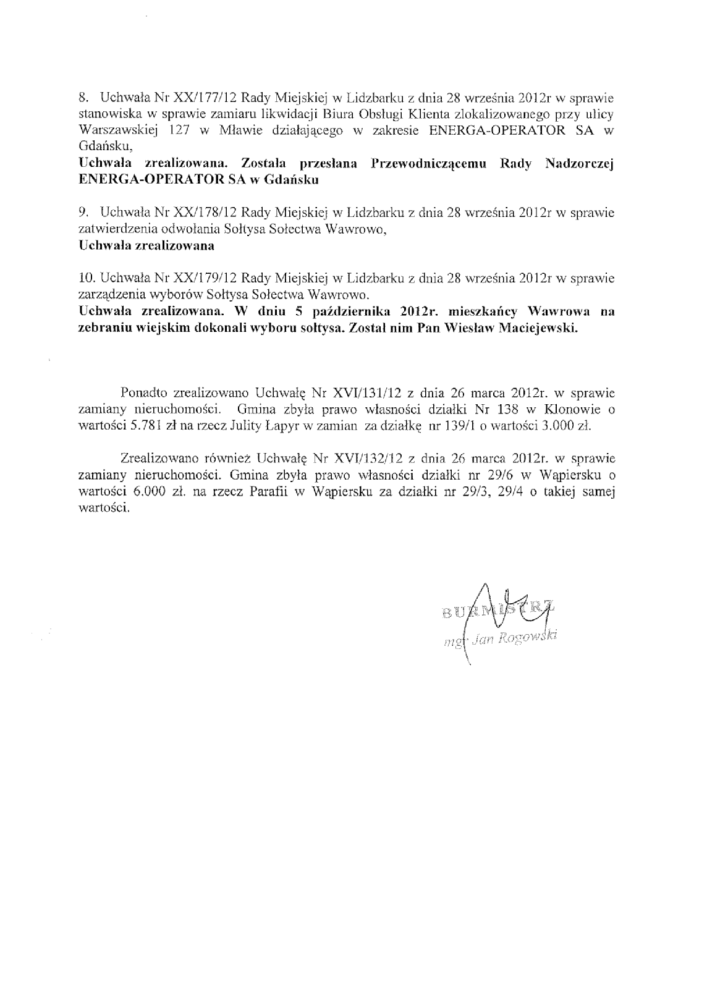 8. Uchwała Nr XX/177/12 Rady Miejskiej w Lidzbarku z dnia 28 września 2012r w sprawie
stanowiska w sprawie zamiaru likwidacji Biura Obsługi Klienta zlokalizowanego przy ulicy
Warszawskiej 127 w Mławie działającego w zakresie ENERGA-OPERATOR SA w
Gdańsku,
Uchwała zrealizowana. Została przesłana Przewodniczącemu Rady Nadzorczej
ENERGA-OPERATOR SA w Gdańsku
9. Uchwała Nr XX/178/12 Rady Miejskiej w Lidzbarku z dnia 28 września 2012r w sprawie
zatwierdzenia odwołania Sołtysa Sołectwa Wawrowo,
Uchwała zrealizowana
10. Uchwała Nr XX/179/12 Rady Miejskiej w Lidzbarku z dnia 28 września 2012r w sprawie
zarządzenia wyborów Sołtysa Sołectwa Wawrowo.
Uchwała zrealizowana. W dniu 5 października 2012r. mieszkańcy Wawrowa na
zebraniu wiejskim dokonali wyboru sołtysa. Został nim Pan Wiesław Maciejewski.
Ponadto zrealizowano Uchwałę Nr XVI/131/12 z dnia 26 marca 2012r. w sprawie
zamiany nieruchomości. Gmina zbyła prawo własności działki Nr 138 w Klonowie o
wartości 5.781 zł na rzecz Julity Łapyr w zamian za działkę nr 139/1 o wartości 3.000 zł.
Zrealizowano również Uchwałę Nr XVI/132/12 z dnia 26 marca 2012r. w sprawie
zamiany nieruchomości. Gmina zbyła prawo własności działki nr 29/6 w Wąpiersku o
wartości 6.000 zł. na rzecz Parafii w Wąpiersku za działki nr 29/3, 29/4 o takiej samej
wartości.
BURMISTRZ
mgr Jan Rogowski